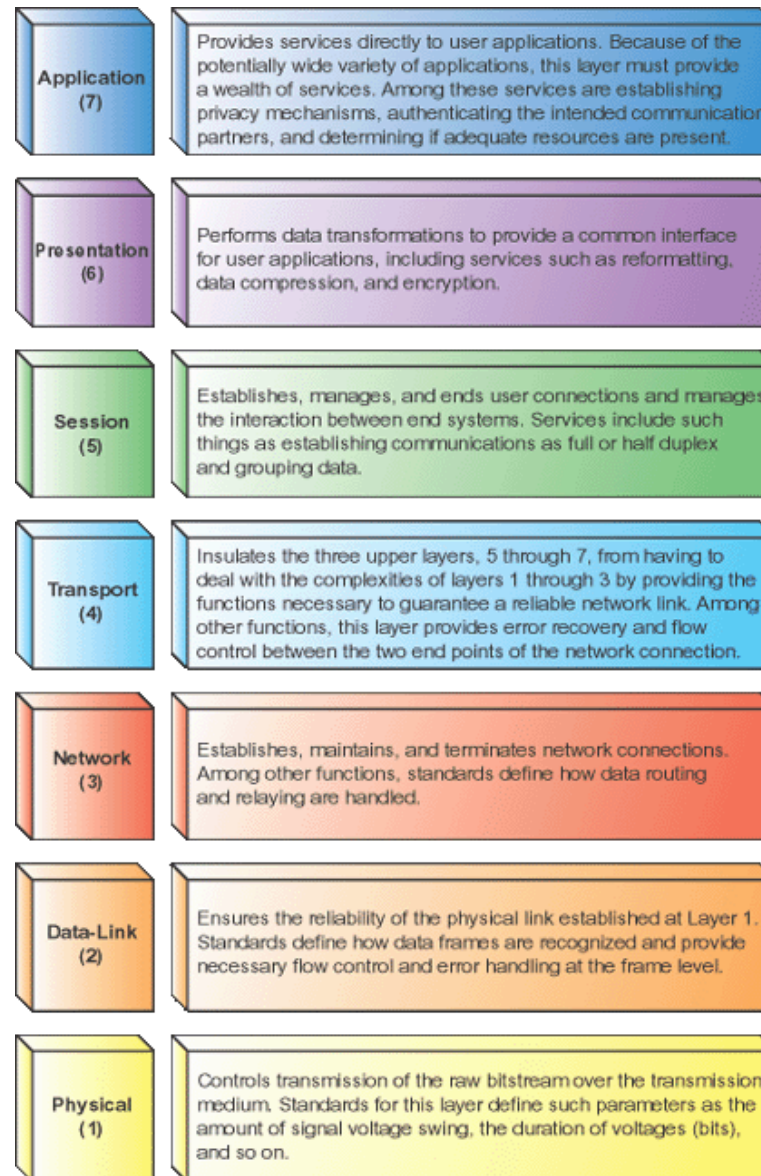 Application
(7)
Provides services directly to user applications. Because of the
potentially wide variety of applications, this layer must provide
a wealth of services. Among these services are establishing
privacy mechanisms, authenticating the intended communication
partners, and determining if adequate resources are present.
Presentation
(6)
Performs data transformations to provide a common interface
for user applications, including services such as reformatting,
data compression, and encryption.
Session
(5)
Establishes, manages, and ends user connections and manages
the interaction between end systems. Services include such
things as establishing communications as full or half duplex
and grouping data.
Transport
(4)
Insulates the three upper layers, 5 through 7, from having to
deal with the complexities of layers 1 through 3 by providing the
functions necessary to guarantee a reliable network link. Among
other functions, this layer provides error recovery and flow
control between the two end points of the network connection.
Network
(3)
Establishes, maintains, and terminates network connections.
Among other functions, standards define how data routing
and relaying are handled.
Data-Link
(2)
Ensures the reliability of the physical link established at Layer 1.
Standards define how data frames are recognized and provide
necessary flow control and error handling at the frame level.
Physical
(1)
Controls transmission of the raw bitstream over the transmission
medium. Standards for this layer define such parameters as the
amount of signal voltage swing, the duration of voltages (bits),
and so on.